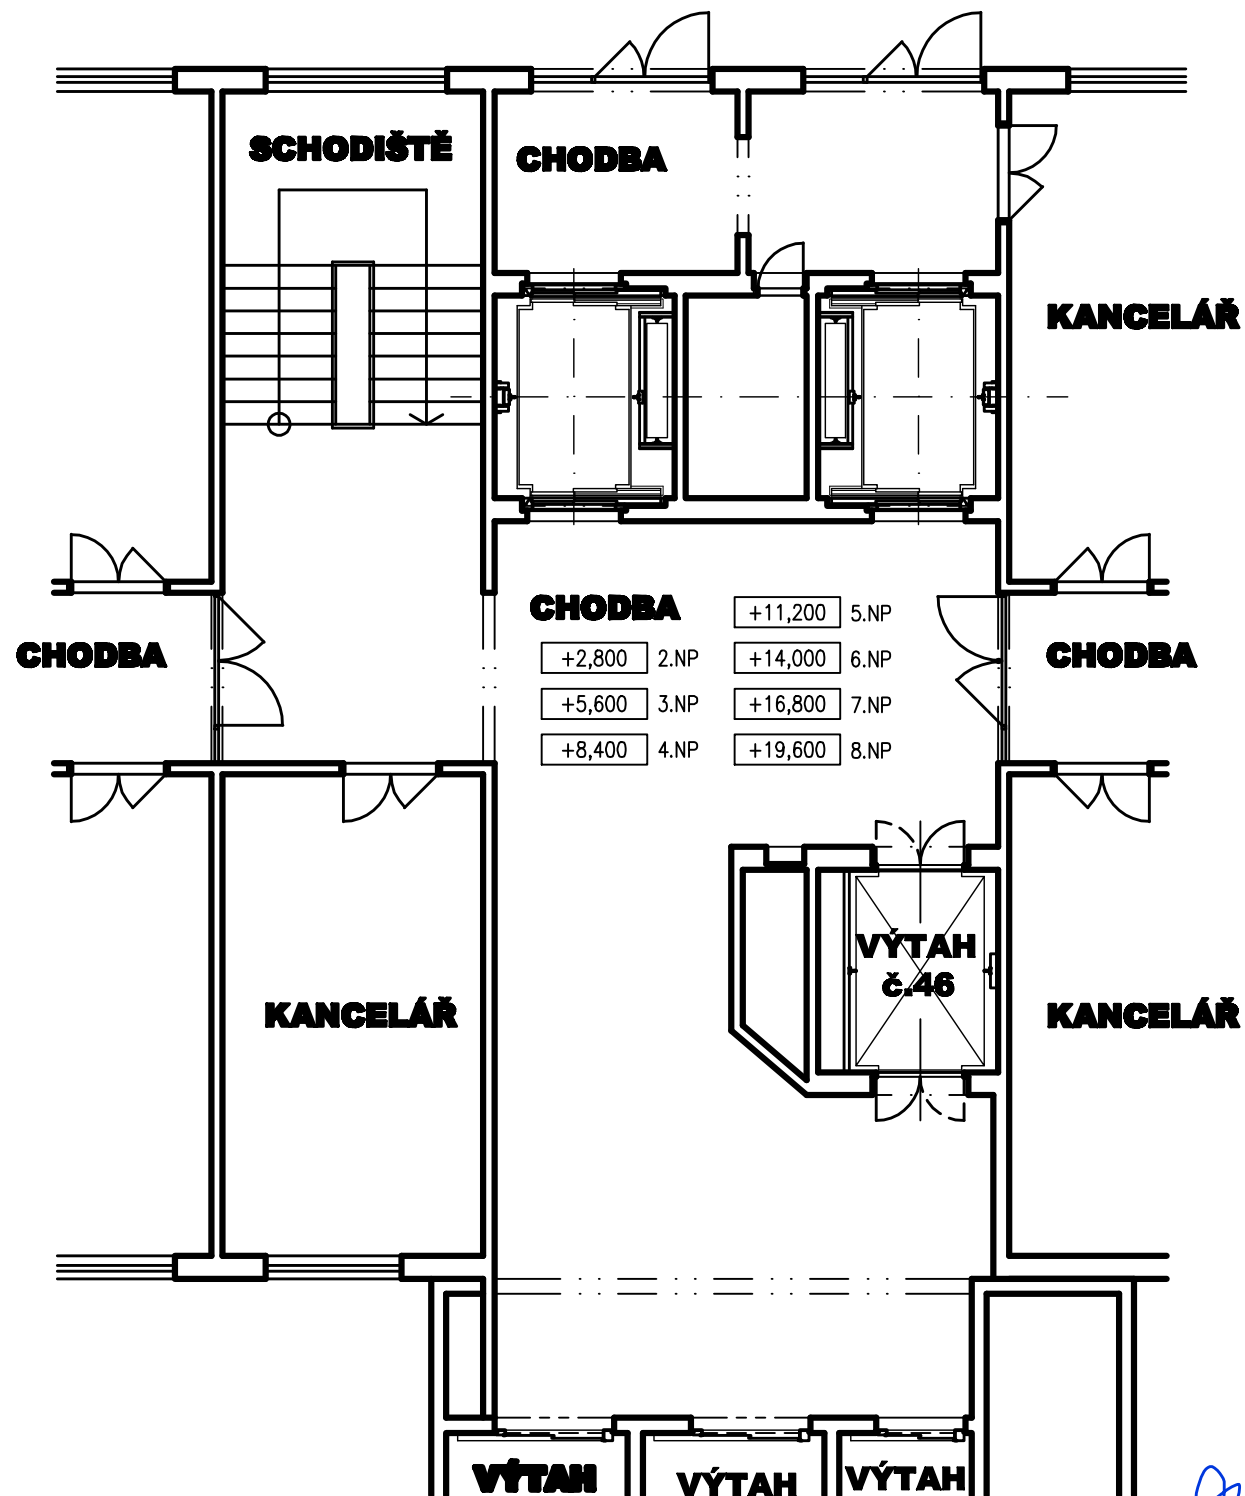 SCHODIŠTĚ
CHODBA
KANCELÁŘ
CHODBA
+11,200 5.NP
+2,800 2.NP
+14,000 6.NP
+5,600 3.NP
+16,800 7.NP
+8,400 4.NP
+19,600 8.NP
CHODBA
CHODBA
VÝTAH
č.46
KANCELÁŘ
KANCELÁŘ
VÝTAH
VÝTAH
VÝTAH